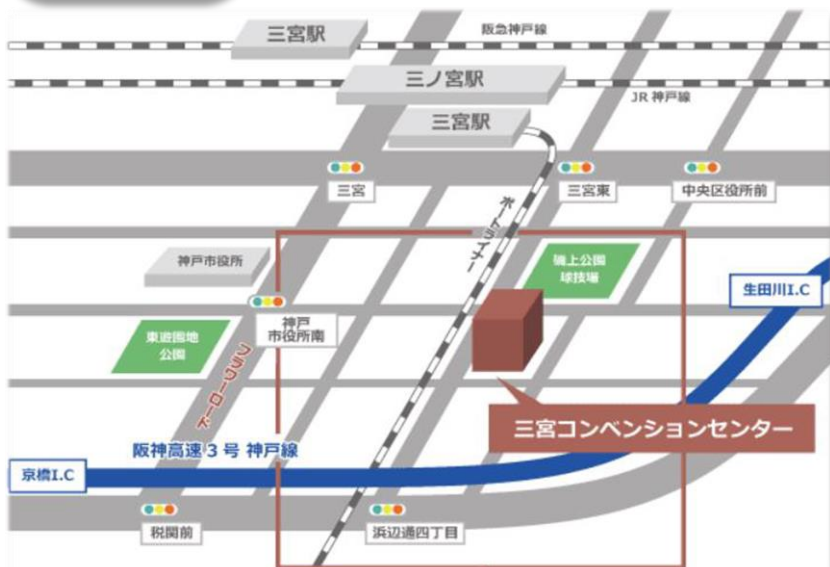 三宮駅
阪急神戸線
三ノ宮駅
JR 神戸線
三宮駅
三宮
三宮東
中央区役所前
ポートライナー
神戸市役所
磯上公園
球技場
生田川I.C
神戸
市役所南
東遊園地
公園
フラワーロード
三宮コンベンションセンター
阪神高速 3 号 神戸線
京橋I.C
税関前
浜辺通四丁目